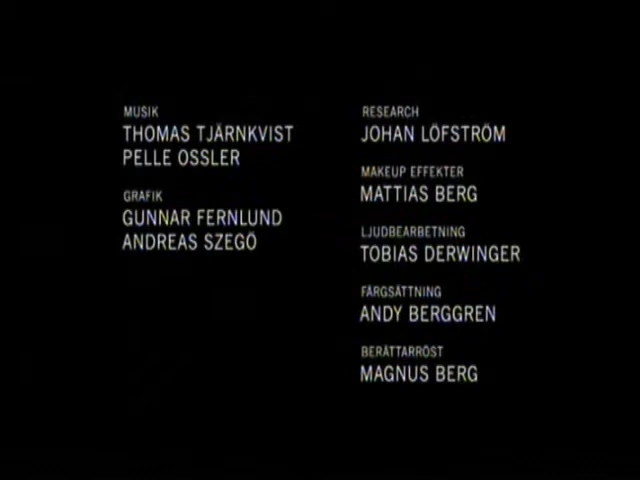 MUSIK
THOMAS TJÄRNKVIST
PELLE OSSLER
GRAFIK
GUNNAR FERNLUND
ANDREAS SZEGÖ
RESEARCH
JOHAN LÖFSTRÖM
MAKEUP EFFEKTER
MATTIAS BERG
LJUDBEARBETNING
TOBIAS DERWINGER
FÄRGSÄTTNING
ANDY BERGGREN
BERÄTTARRÖST
MAGNUS BERG